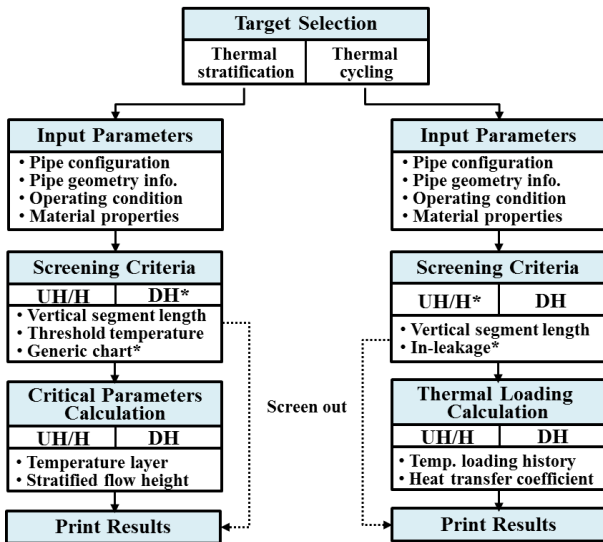 Target Selection
Thermal stratification
Thermal cycling
Input Parameters
• Pipe configuration
• Pipe geometry info.
• Operating condition
• Material properties
Screening Criteria
UH/H DH*
• Vertical segment length
• Threshold temperature
• Generic chart*
Critical Parameters
Calculation
UH/H DH
• Temperature layer
• Stratified flow height
Print Results
Screen out
Input Parameters
• Pipe configuration
• Pipe geometry info.
• Operating condition
• Material properties
Screening Criteria
UH/H* DH
• Vertical segment length
• In-leakage*
Thermal Loading
Calculation
UH/H DH
• Temp. loading history
• Heat transfer coefficient
Print Results